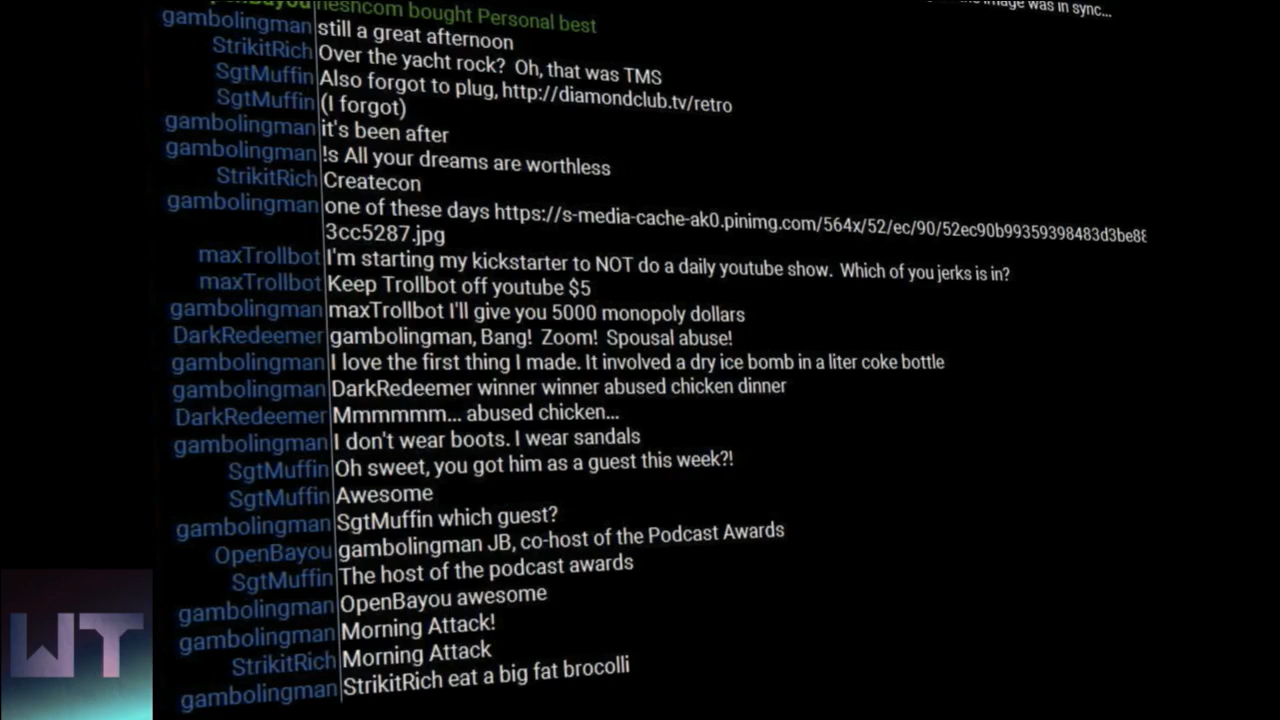 neshcom bought Personal best
the image was in sync...
gambolingman still a great afternoon
StrikitRich Over the yacht rock?  Oh, that was TMS
SgtMuffin Also forgot to plug, http://diamondclub.tv/retro
SgtMuffin (I forgot)
gambolingman it's been after
gambolingman !s All your dreams are worthless
StrikitRich Createcon
gambolingman one of these days https://s-media-cache-ak0.pinimg.com/564x/52/ec/90/52ec90b99359398483d3be88
3cc5287.jpg
maxTrollbot I'm starting my kickstarter to NOT do a daily youtube show.  Which of you jerks is in?
maxTrollbot Keep Trollbot off youtube $5
gambolingman maxTrollbot I'll give you 5000 monopoly dollars
DarkRedeemer gambolingman, Bang!  Zoom!  Spousal abuse!
gambolingman I love the first thing I made. It involved a dry ice bomb in a liter coke bottle
gambolingman DarkRedeemer winner winner abused chicken dinner
DarkRedeemer Mmmmmm... abused chicken...
gambolingman I don't wear boots. I wear sandals
SgtMuffin Oh sweet, you got him as a guest this week?!
SgtMuffin Awesome
gambolingman SgtMuffin which guest?
OpenBayou gambolingman JB, co-host of the Podcast Awards
SgtMuffin The host of the podcast awards
gambolingman OpenBayou awesome
gambolingman Morning Attack!
StrikitRich Morning Attack
gambolingman StrikitRich eat a big fat brocolli
WT